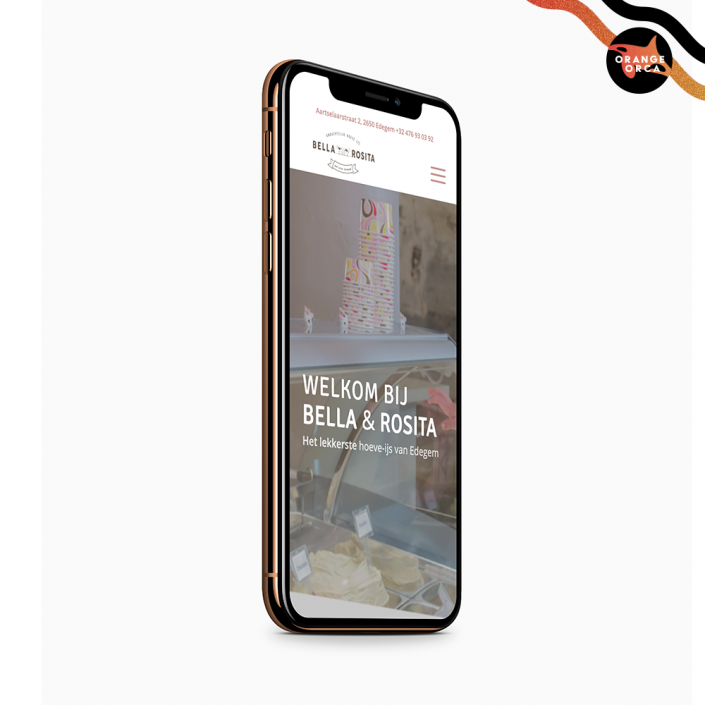 ORANGE
ORCA
Aartselaarstraat 2, 2650 Edegem +32 476 93 03 92
BELLA ROSITA
WELKOM BIJ
BELLA & ROSITA
Het lekkerste hoeve-ijs van Edegem